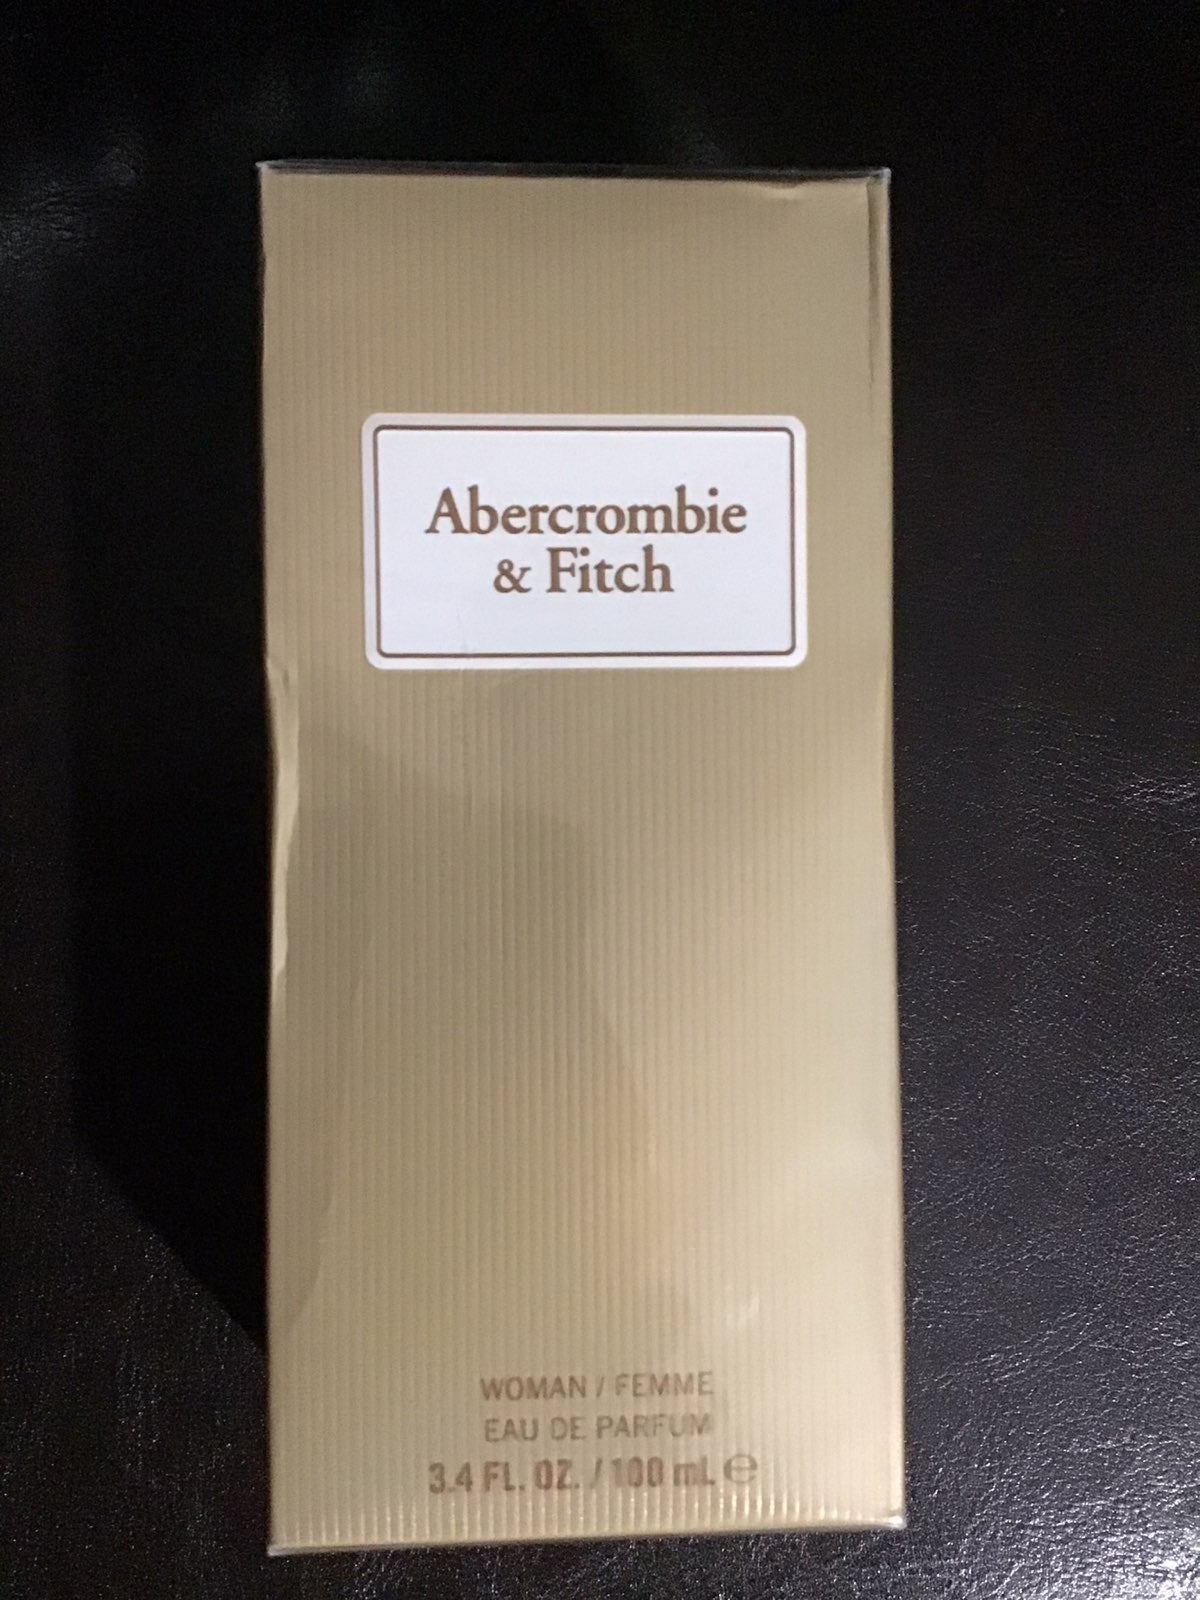 Abercrombie
& Fitch
WOMAN / FEMME
EAU DE PARFUM
3.4 FL. OZ. / 100 mL ℮